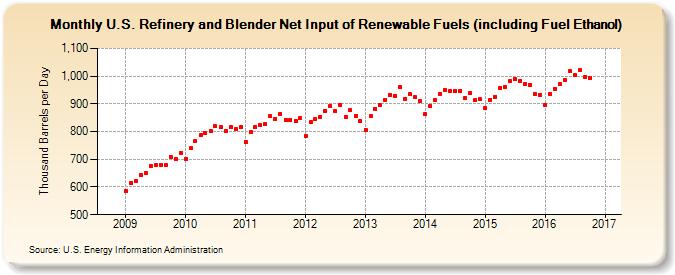 Monthly U.S. Refinery and Blender Net Input of Renewable Fuels (including Fuel Ethanol)
Thousand Barrels per Day
1,100
1,000
900
800
700
600
500
2009 2010 2011 2012 2013 2014 2015 2016 2017
Source: U.S. Energy Information Administration